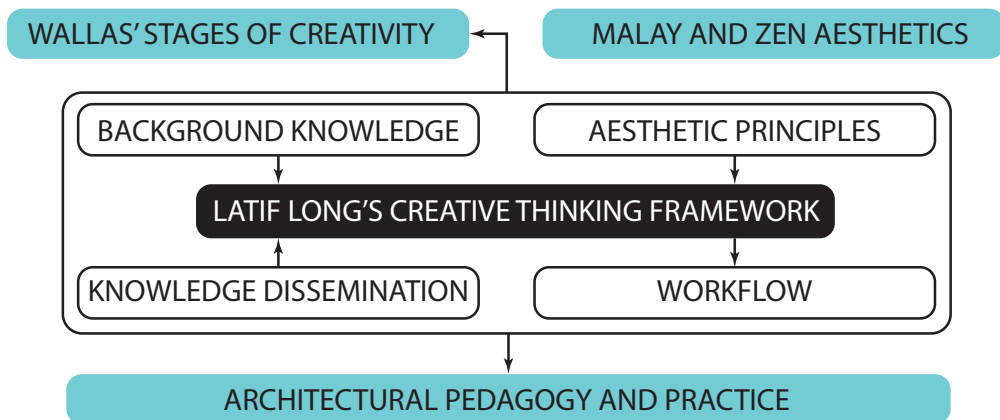 WALLAS' STAGES OF CREATIVITY
MALAY AND ZEN AESTHETICS
BACKGROUND KNOWLEDGE
AESTHETIC PRINCIPLES
LATIF LONG'S CREATIVE THINKING FRAMEWORK
KNOWLEDGE DISSEMINATION
WORKFLOW
ARCHITECTURAL PEDAGOGY AND PRACTICE